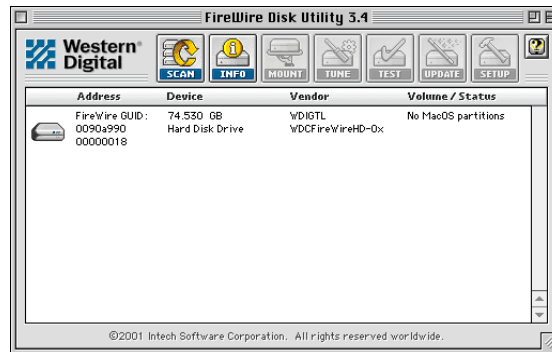 FireWire Disk Utility 3.4
Western® Digital
SCAN INFO MOUNT TUNE TEST UPDATE SETUP ?
Address Device Vendor Volume / Status
FireWire GUID: 74.530 GB WDIGTL No MacOS partitions
0090a990 Hard Disk Drive WDCFireWireHD-0x
00000018
©2001 Intech Software Corporation. All rights reserved worldwide.